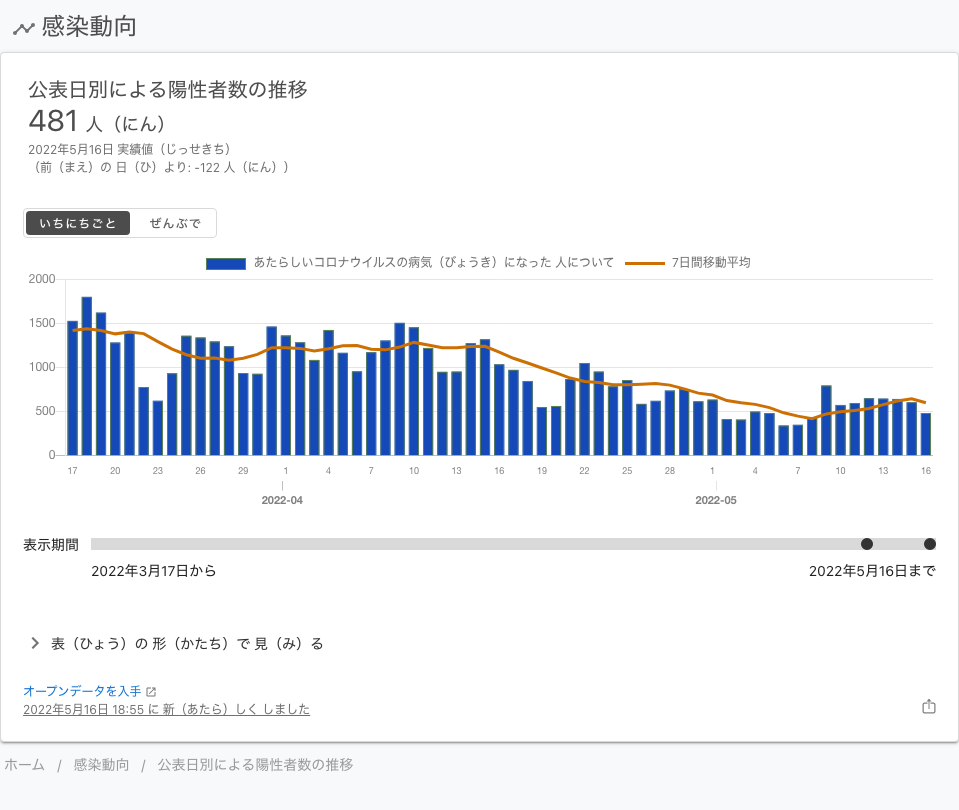 感染動向
公表日別による陽性者数の推移
481 人（にん）
2022年5月16日 実績値（じっせきち）
（前（まえ）の 日（ひ）より: -122 人（にん））
いちにちごと ぜんぶで
あたらしいコロナウイルスの病気（びょうき）になった 人について 7日間移動平均
2000
1500
1000
500
0
17 20 23 26 29 1 4 7 10 13 16 19 22 25 28 1 4 7 10 13 16
2022-04 2022-05
表示期間
2022年3月17日から 2022年5月16日まで
表（ひょう）の 形（かたち）で 見（み）る
オープンデータを入手
2022年5月16日 18:55 に 新（あたら）しく しました
ホーム / 感染動向 / 公表日別による陽性者数の推移